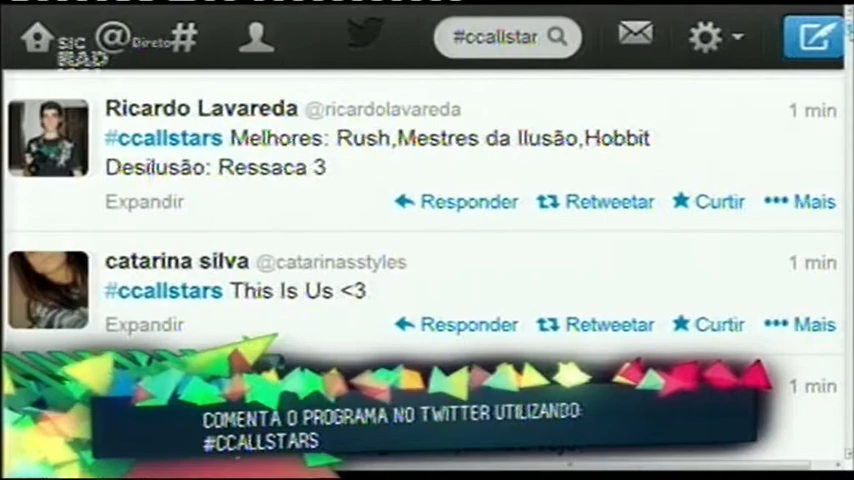 SIC
RAD
Direto
#ccallstar
Ricardo Lavareda @ricardolavareda 1 min
#ccallstars Melhores: Rush,Mestres da Ilusão,Hobbit
Desilusão: Ressaca 3
Expandir Responder Retweetar Curtir Mais
catarina silva @catarinasstyles 1 min
#ccallstars This Is Us <3
Expandir Responder Retweetar Curtir Mais
1 min
COMENTA O PROGRAMA NO TWITTER UTILIZANDO:
#CCALLSTARS